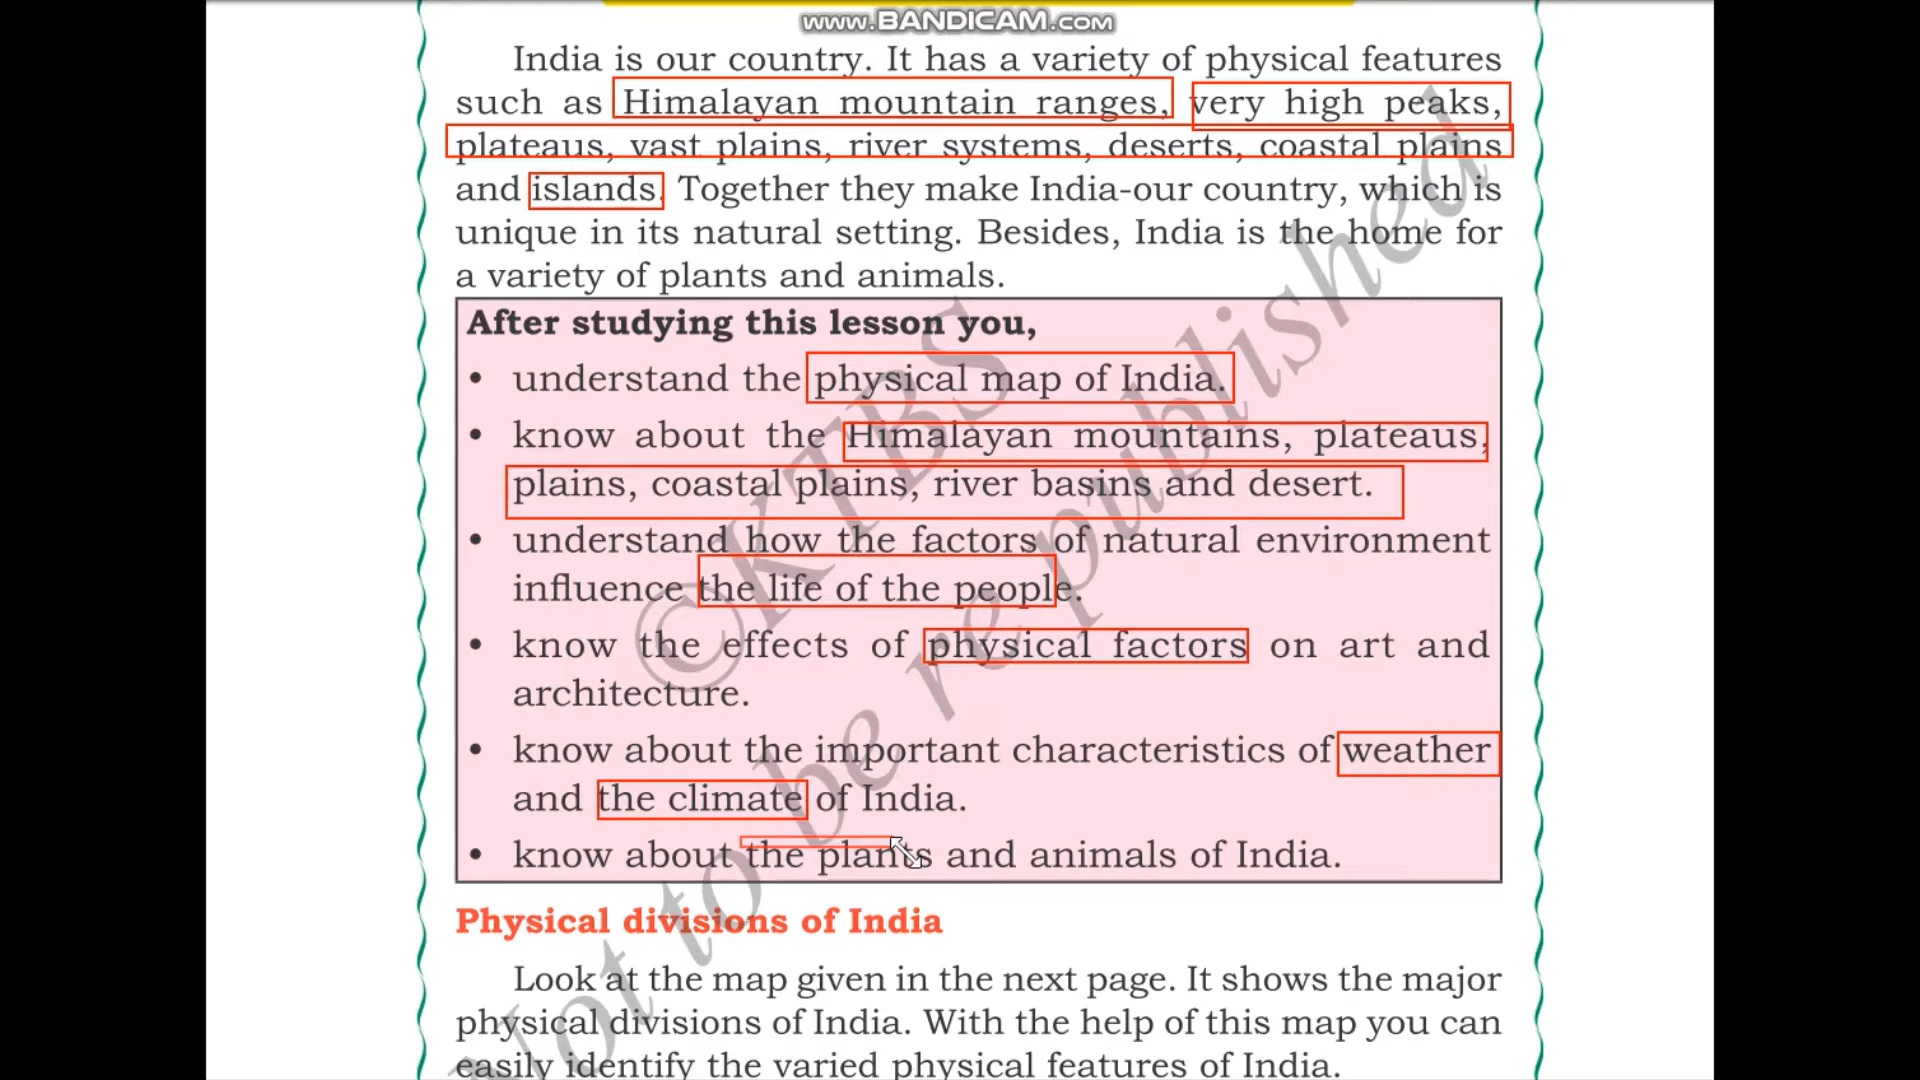 www.BANDICAM.com
India is our country. It has a variety of physical features
such as Himalayan mountain ranges, very high peaks,
plateaus, vast plains, river systems, deserts, coastal plains
and islands. Together they make India-our country, which is
unique in its natural setting. Besides, India is the home for
a variety of plants and animals.
After studying this lesson you,
• understand the physical map of India.
• know about the Himalayan mountains, plateaus,
plains, coastal plains, river basins and desert.
• understand how the factors of natural environment
influence the life of the people.
• know the effects of physical factors on art and
architecture.
• know about the important characteristics of weather
and the climate of India.
• know about the plants and animals of India.
Physical divisions of India
Look at the map given in the next page. It shows the major
physical divisions of India. With the help of this map you can
easily identify the varied physical features of India.
©KTBS
Not to be republished